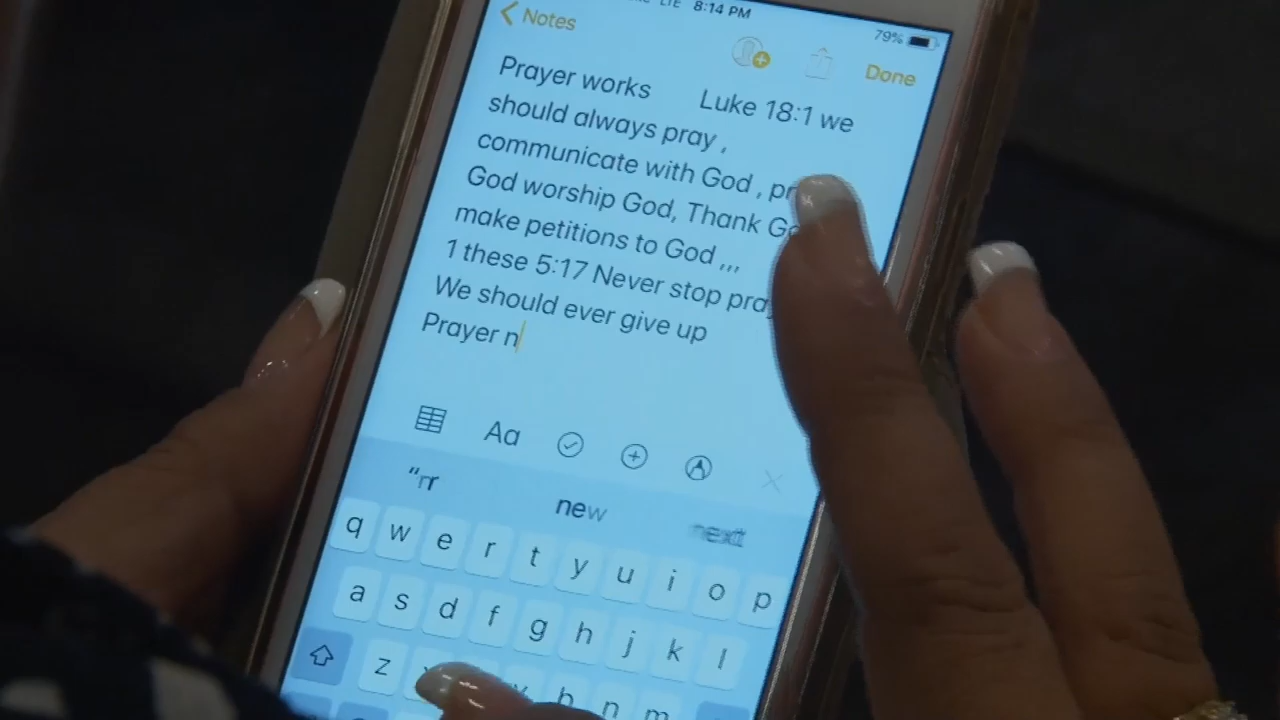 LTE 8:14 PM 79%
Notes
Done
Prayer works Luke 18:1 we
should always pray ,
communicate with God ,
God worship God, Thank
make petitions to God ,,,
1 these 5:17 Never stop
We should ever give up
Prayer n
Aa
new next
q w e r t y u i o p
a s d f g h j k l
z v b n m